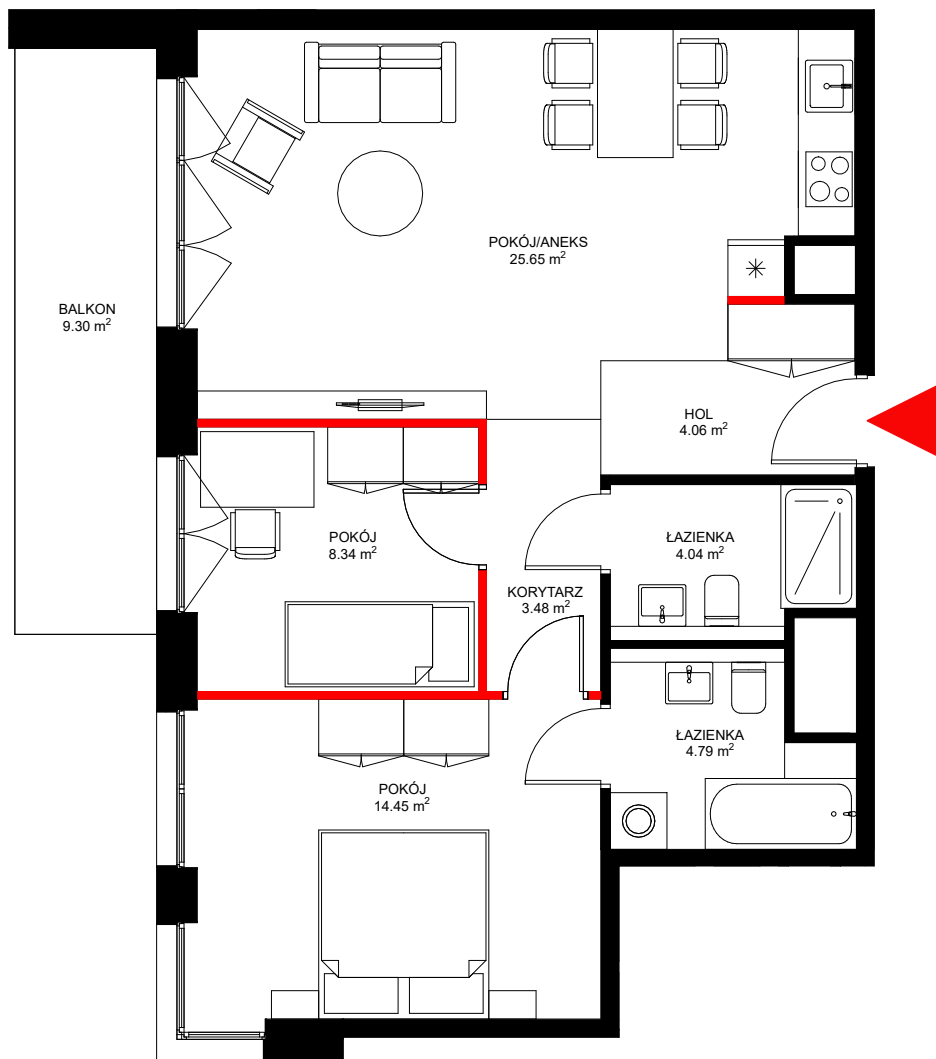 POKÓJ/ANEKS
25.65 m²
BALKON
9.30 m²
HOL
4.06 m²
POKÓJ
8.34 m²
ŁAZIENKA
4.04 m²
KORYTARZ
3.48 m²
ŁAZIENKA
4.79 m²
POKÓJ
14.45 m²